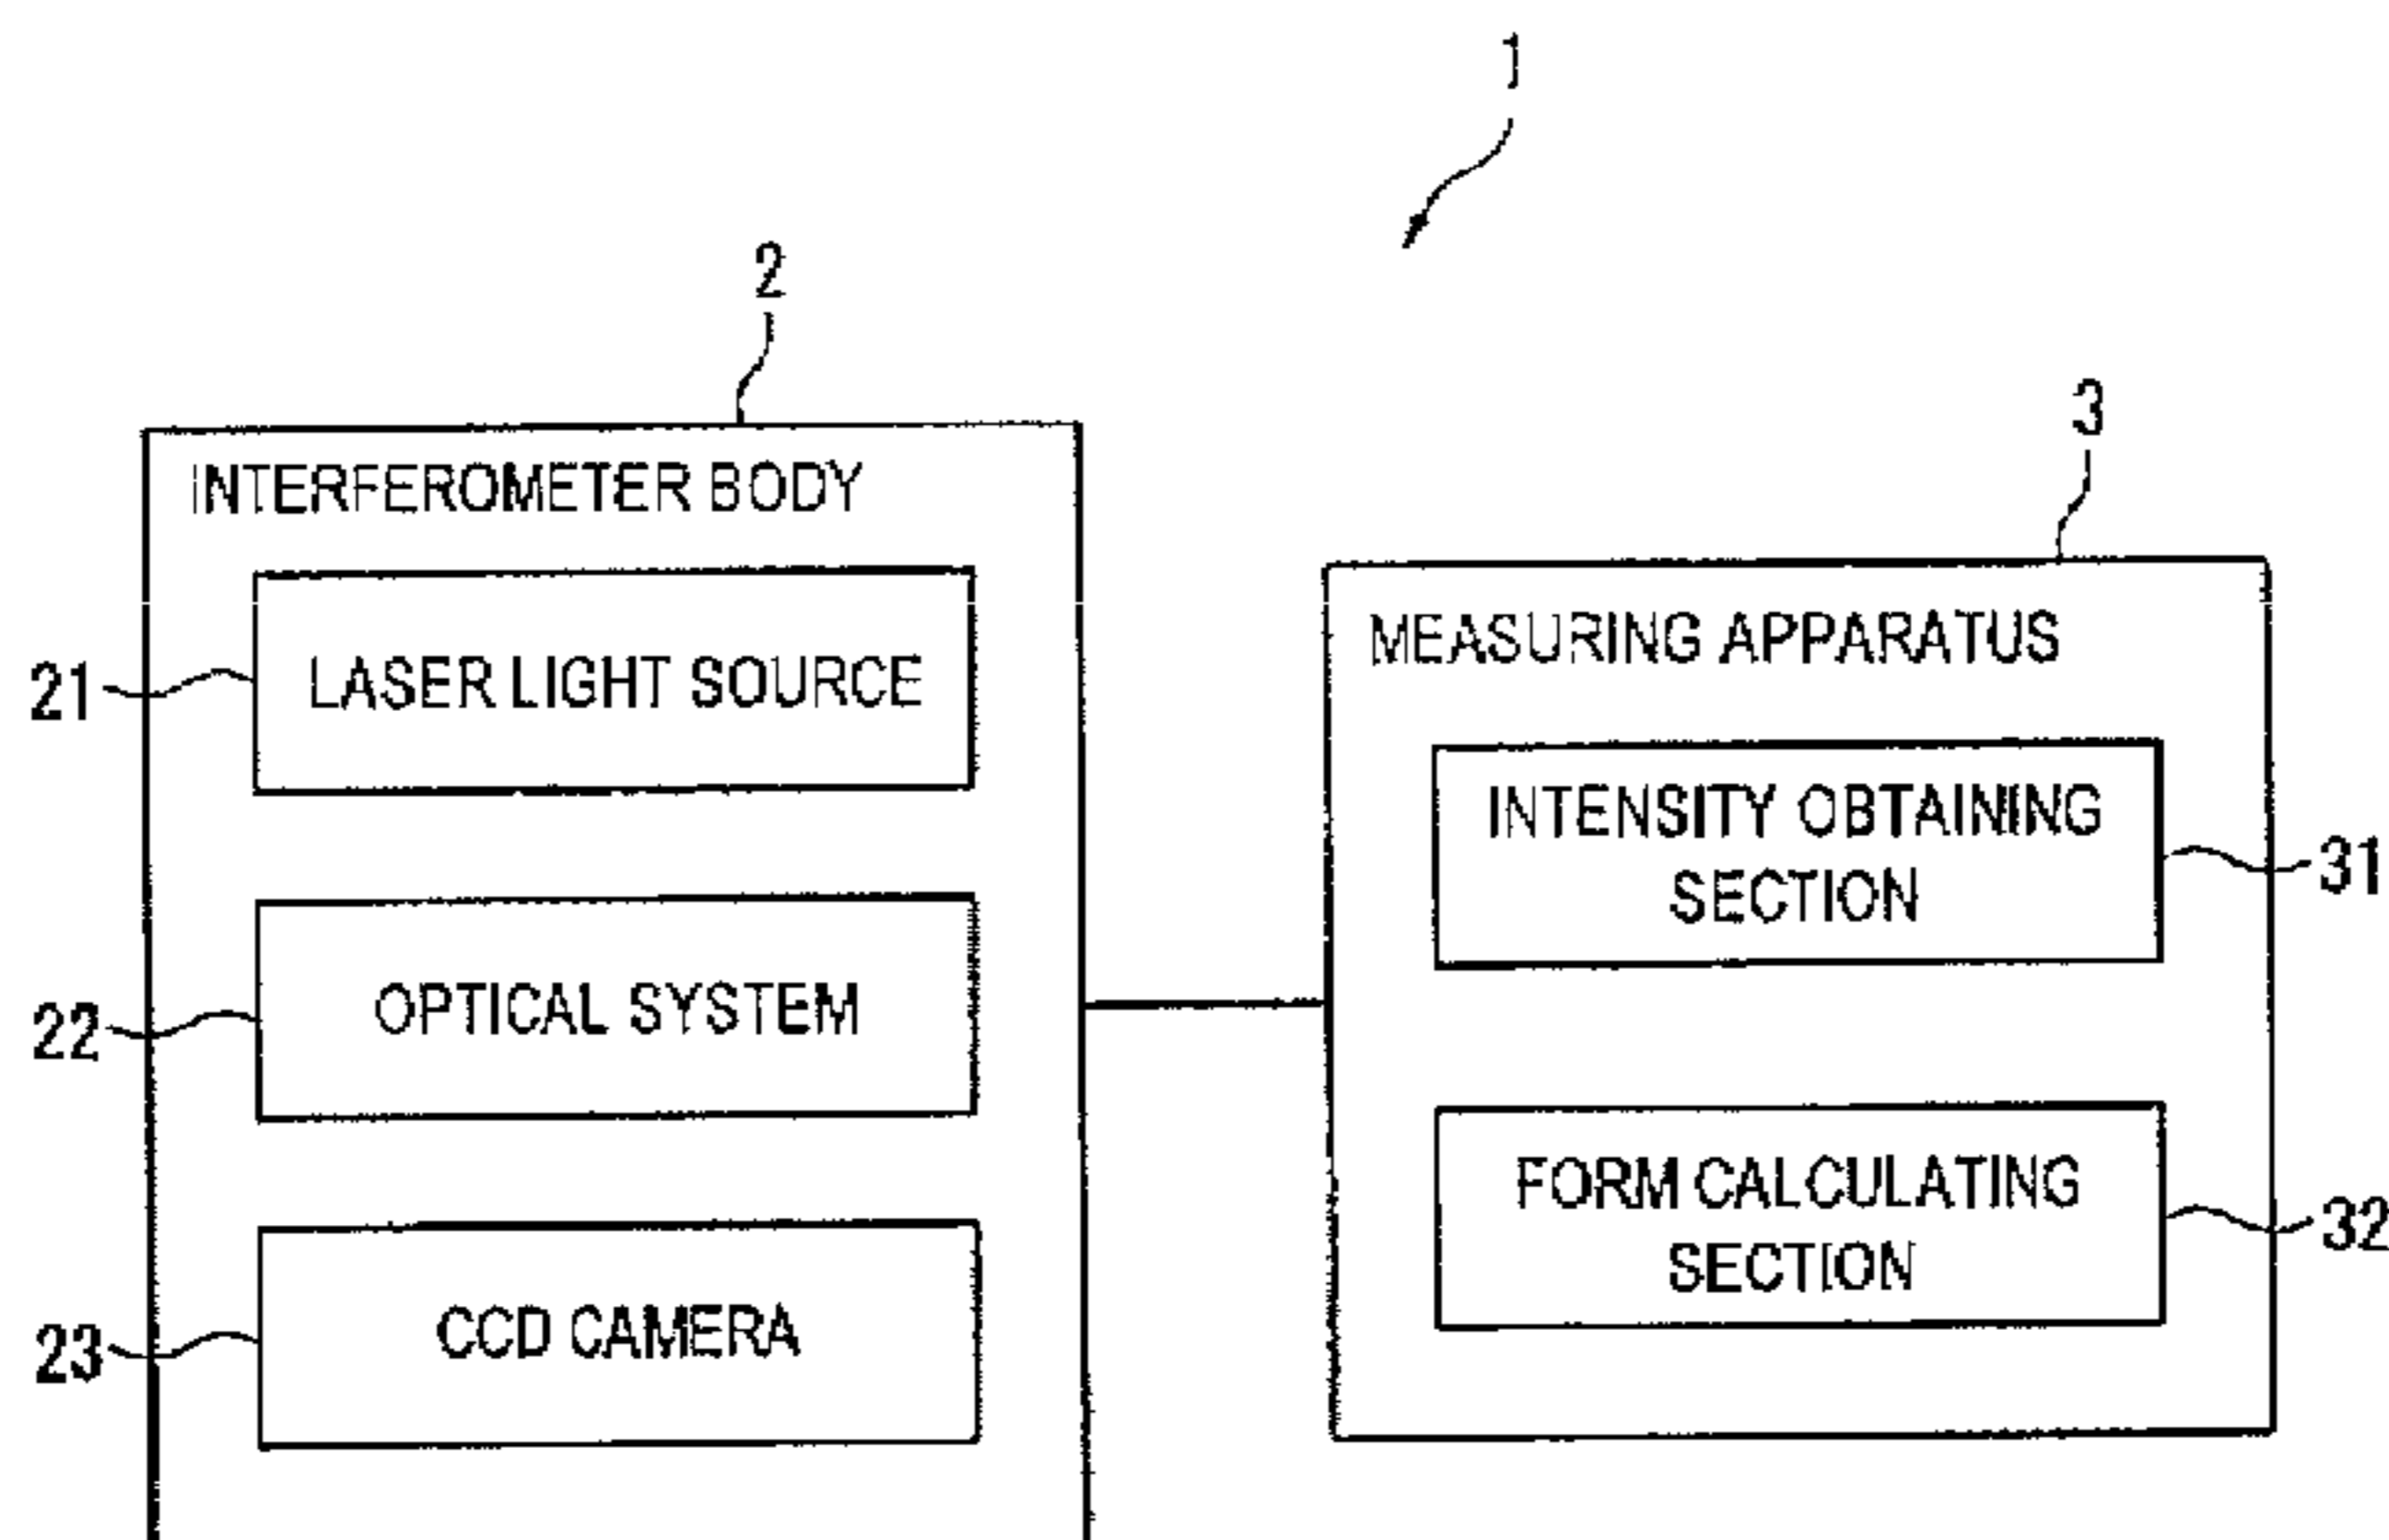 1
2
INTERFEROMETER BODY
21
LASER LIGHT SOURCE
22
OPTICAL SYSTEM
23
CCD CAMERA
3
MEASURING APPARATUS
INTENSITY OBTAINING
SECTION
31
FORM CALCULATING
SECTION
32